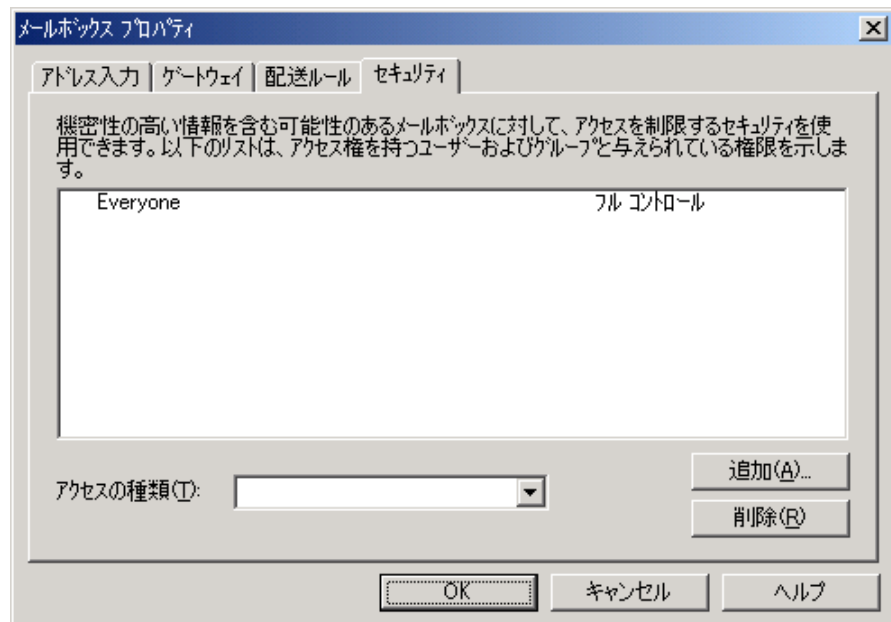 メールボックス プロパティ
アドレス入力 ゲートウェイ 配送ルール セキュリティ
機密性の高い情報を含む可能性のあるメールボックスに対して、アクセスを制限するセキュリティを使
用できます。以下のリストは、アクセス権を持つユーザーおよびグループと与えられている権限を示しま
す。
Everyone フル コントロール
アクセスの種類(T):
追加(A)...
削除(R)
OK キャンセル ヘルプ